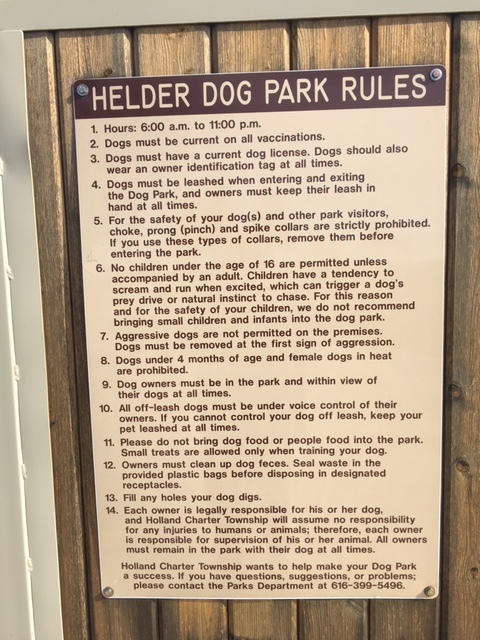 HELDER DOG PARK RULES
1. Hours: 6:00 a.m. to 11:00 p.m.
2. Dogs must be current on all vaccinations.
3. Dogs must have a current dog license. Dogs should also
wear an owner identification tag at all times.
4. Dogs must be leashed when entering and exiting
the Dog Park, and owners must keep their leash in
hand at all times.
5. For the safety of your dog(s) and other park visitors,
choke, prong (pinch) and spike collars are strictly prohibited.
If you use these types of collars, remove them before
entering the park.
6. No children under the age of 16 are permitted unless
accompanied by an adult. Children have a tendency to
scream and run when excited, which can trigger a dog's
prey drive or natural instinct to chase. For this reason
and for the safety of your children, we do not recommend
bringing small children and infants into the dog park.
7. Aggressive dogs are not permitted on the premises.
Dogs must be removed at the first sign of aggression.
8. Dogs under 4 months of age and female dogs in heat
are prohibited.
9. Dog owners must be in the park and within view of
their dogs at all times.
10. All off-leash dogs must be under voice control of their
owners. If you cannot control your dog off leash, keep your
pet leashed at all times.
11. Please do not bring dog food or people food into the park.
Small treats are allowed only when training your dog.
12. Owners must clean up dog feces. Seal waste in the
provided plastic bags before disposing in designated
receptacles.
13. Fill any holes your dog digs.
14. Each owner is legally responsible for his or her dog,
and Holland Charter Township will assume no responsibility
for any injuries to humans or animals; therefore, each owner
is responsible for supervision of his or her animal. All owners
must remain in the park with their dog at all times.
Holland Charter Township wants to help make your Dog Park
a success. If you have questions, suggestions, or problems;
please contact the Parks Department at 616-399-5496.